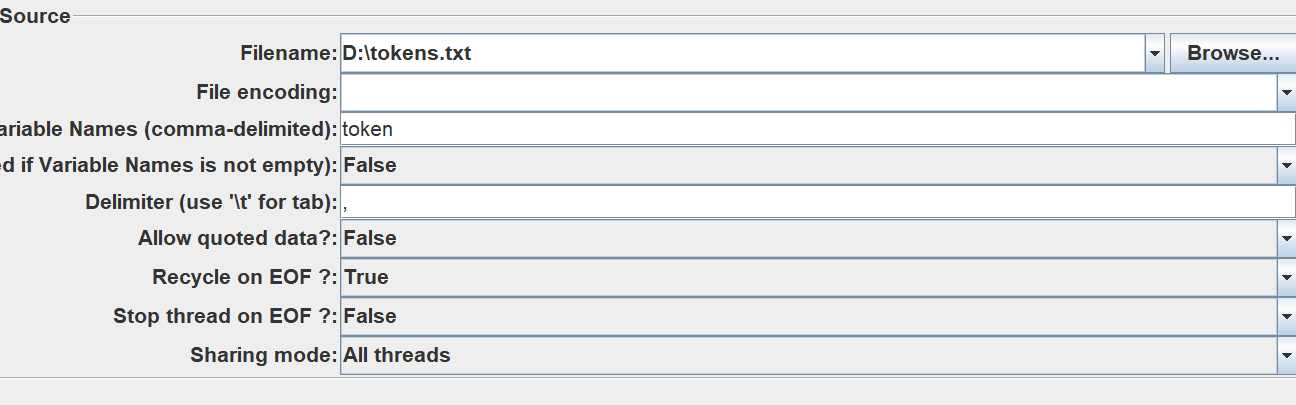 Source
Filename: D:\tokens.txt Browse...
File encoding:
ariable Names (comma-delimited): token
ed if Variable Names is not empty): False
Delimiter (use '\t' for tab): ,
Allow quoted data?: False
Recycle on EOF ?: True
Stop thread on EOF ?: False
Sharing mode: All threads